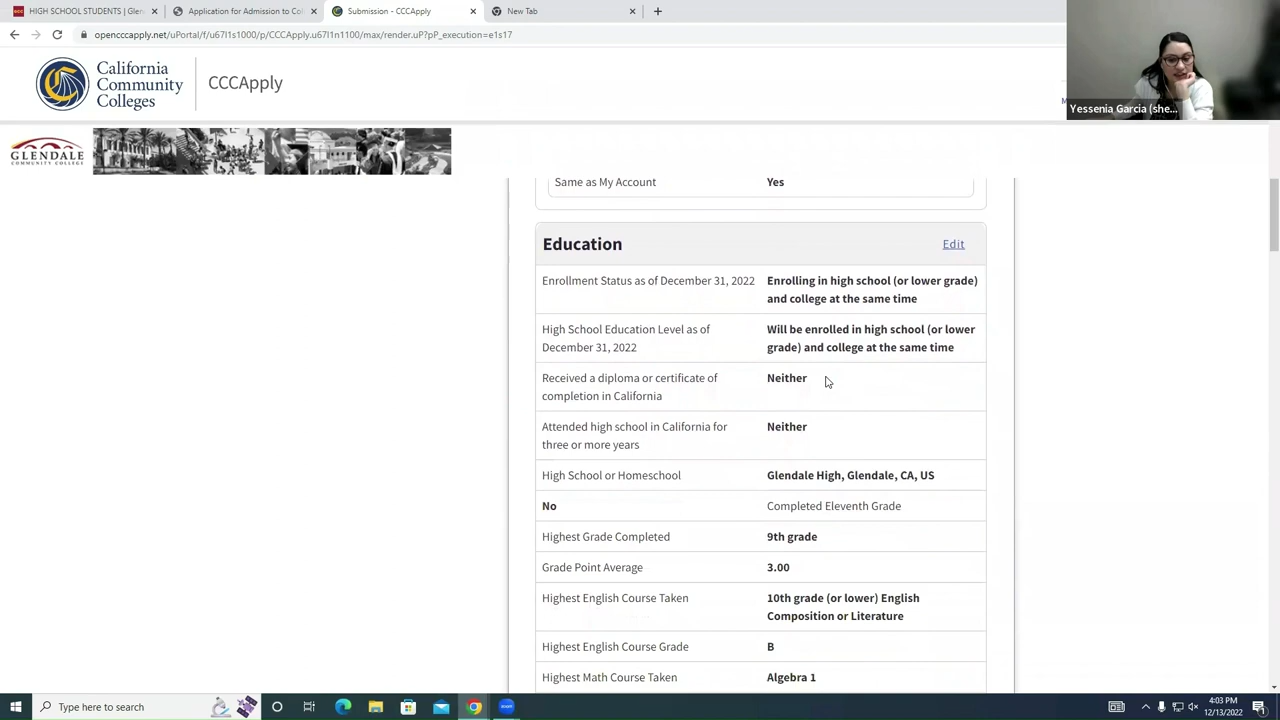 HIGH SCHOOL STUDENTS | Glen
Application for Admission to Col
Submission - CCCApply
New Tab
opencccapply.net/uPortal/f/u67l1s1000/p/CCCApply.u67l1n1100/max/render.uP?pP_execution=e1s17
California
Community
Colleges
CCCApply
Yessenia Garcia (she...
GLENDALE
COMMUNITY COLLEGE
Same as My Account Yes
Education Edit
Enrollment Status as of December 31, 2022 Enrolling in high school (or lower grade)
and college at the same time
High School Education Level as of Will be enrolled in high school (or lower
December 31, 2022 grade) and college at the same time
Received a diploma or certificate of Neither
completion in California
Attended high school in California for Neither
three or more years
High School or Homeschool Glendale High, Glendale, CA, US
No Completed Eleventh Grade
Highest Grade Completed 9th grade
Grade Point Average 3.00
Highest English Course Taken 10th grade (or lower) English
Composition or Literature
Highest English Course Grade B
Highest Math Course Taken Algebra 1
Type here to search
4:03 PM
12/13/2022